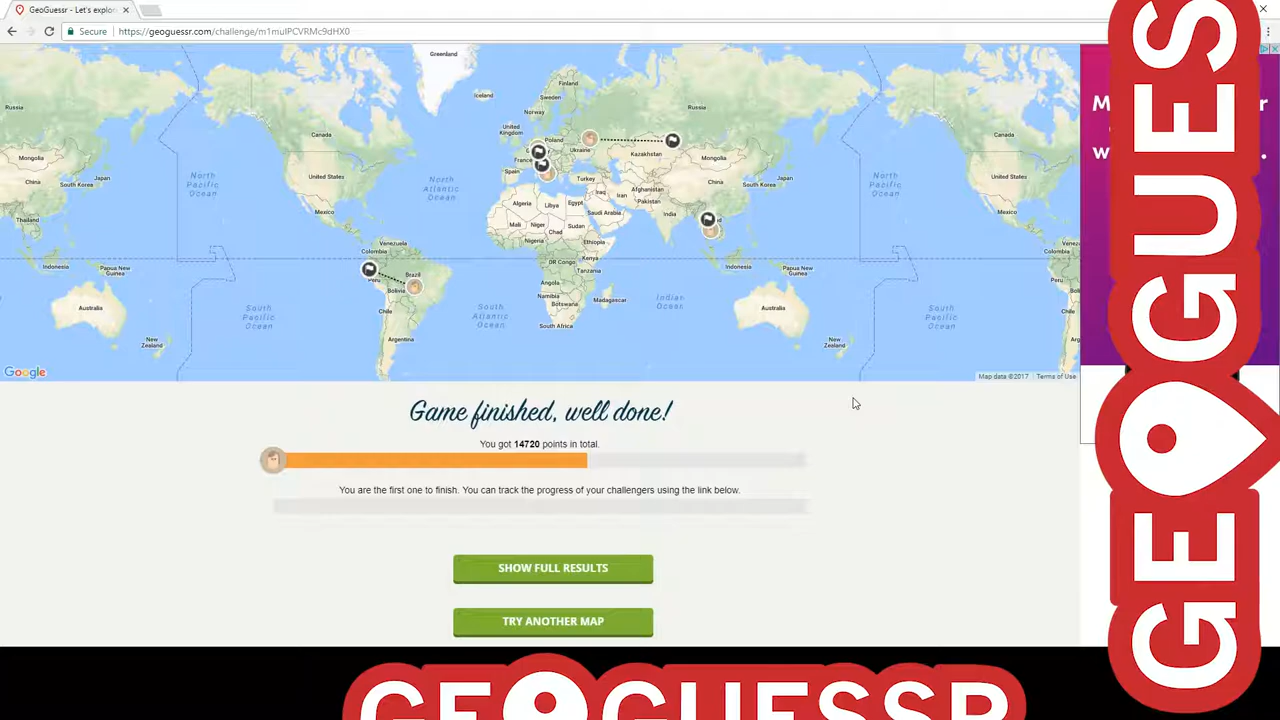 GeoGuessr - Let's explor
Secure
https://geoguessr.com/challenge/m1mulPCVRMc9dHX0
Greenland
Iceland
Finland
Sweden
Norway
Russia
Russia
Russia
Canada
Canada
United Kingdom
Poland
Ukraine
France
Spain
Turkey
Kazakhstan
Mongolia
Mongolia
China
China
South Korea
South Korea
Japan
Japan
North Pacific Ocean
North Pacific Ocean
United States
United States
North Atlantic Ocean
Mexico
Mexico
Algeria
Libya
Egypt
Iraq
Iran
Afghanistan
Pakistan
Saudi Arabia
India
Thailand
Mali
Niger
Chad
Sudan
Nigeria
Ethiopia
Kenya
DR Congo
Tanzania
Angola
Namibia
Botswana
Madagascar
South Africa
Venezuela
Colombia
Colombia
Peru
Brazil
Bolivia
Chile
Argentina
Indonesia
Indonesia
Papua New Guinea
Papua New Guinea
Australia
Australia
New Zealand
New Zealand
South Pacific Ocean
South Pacific Ocean
South Atlantic Ocean
Indian Ocean
Google
Map data ©2017
Terms of Use
Game finished, well done!
You got 14720 points in total.
You are the first one to finish. You can track the progress of your challengers using the link below.
SHOW FULL RESULTS
TRY ANOTHER MAP
GEOGUESSR
GEOGUES